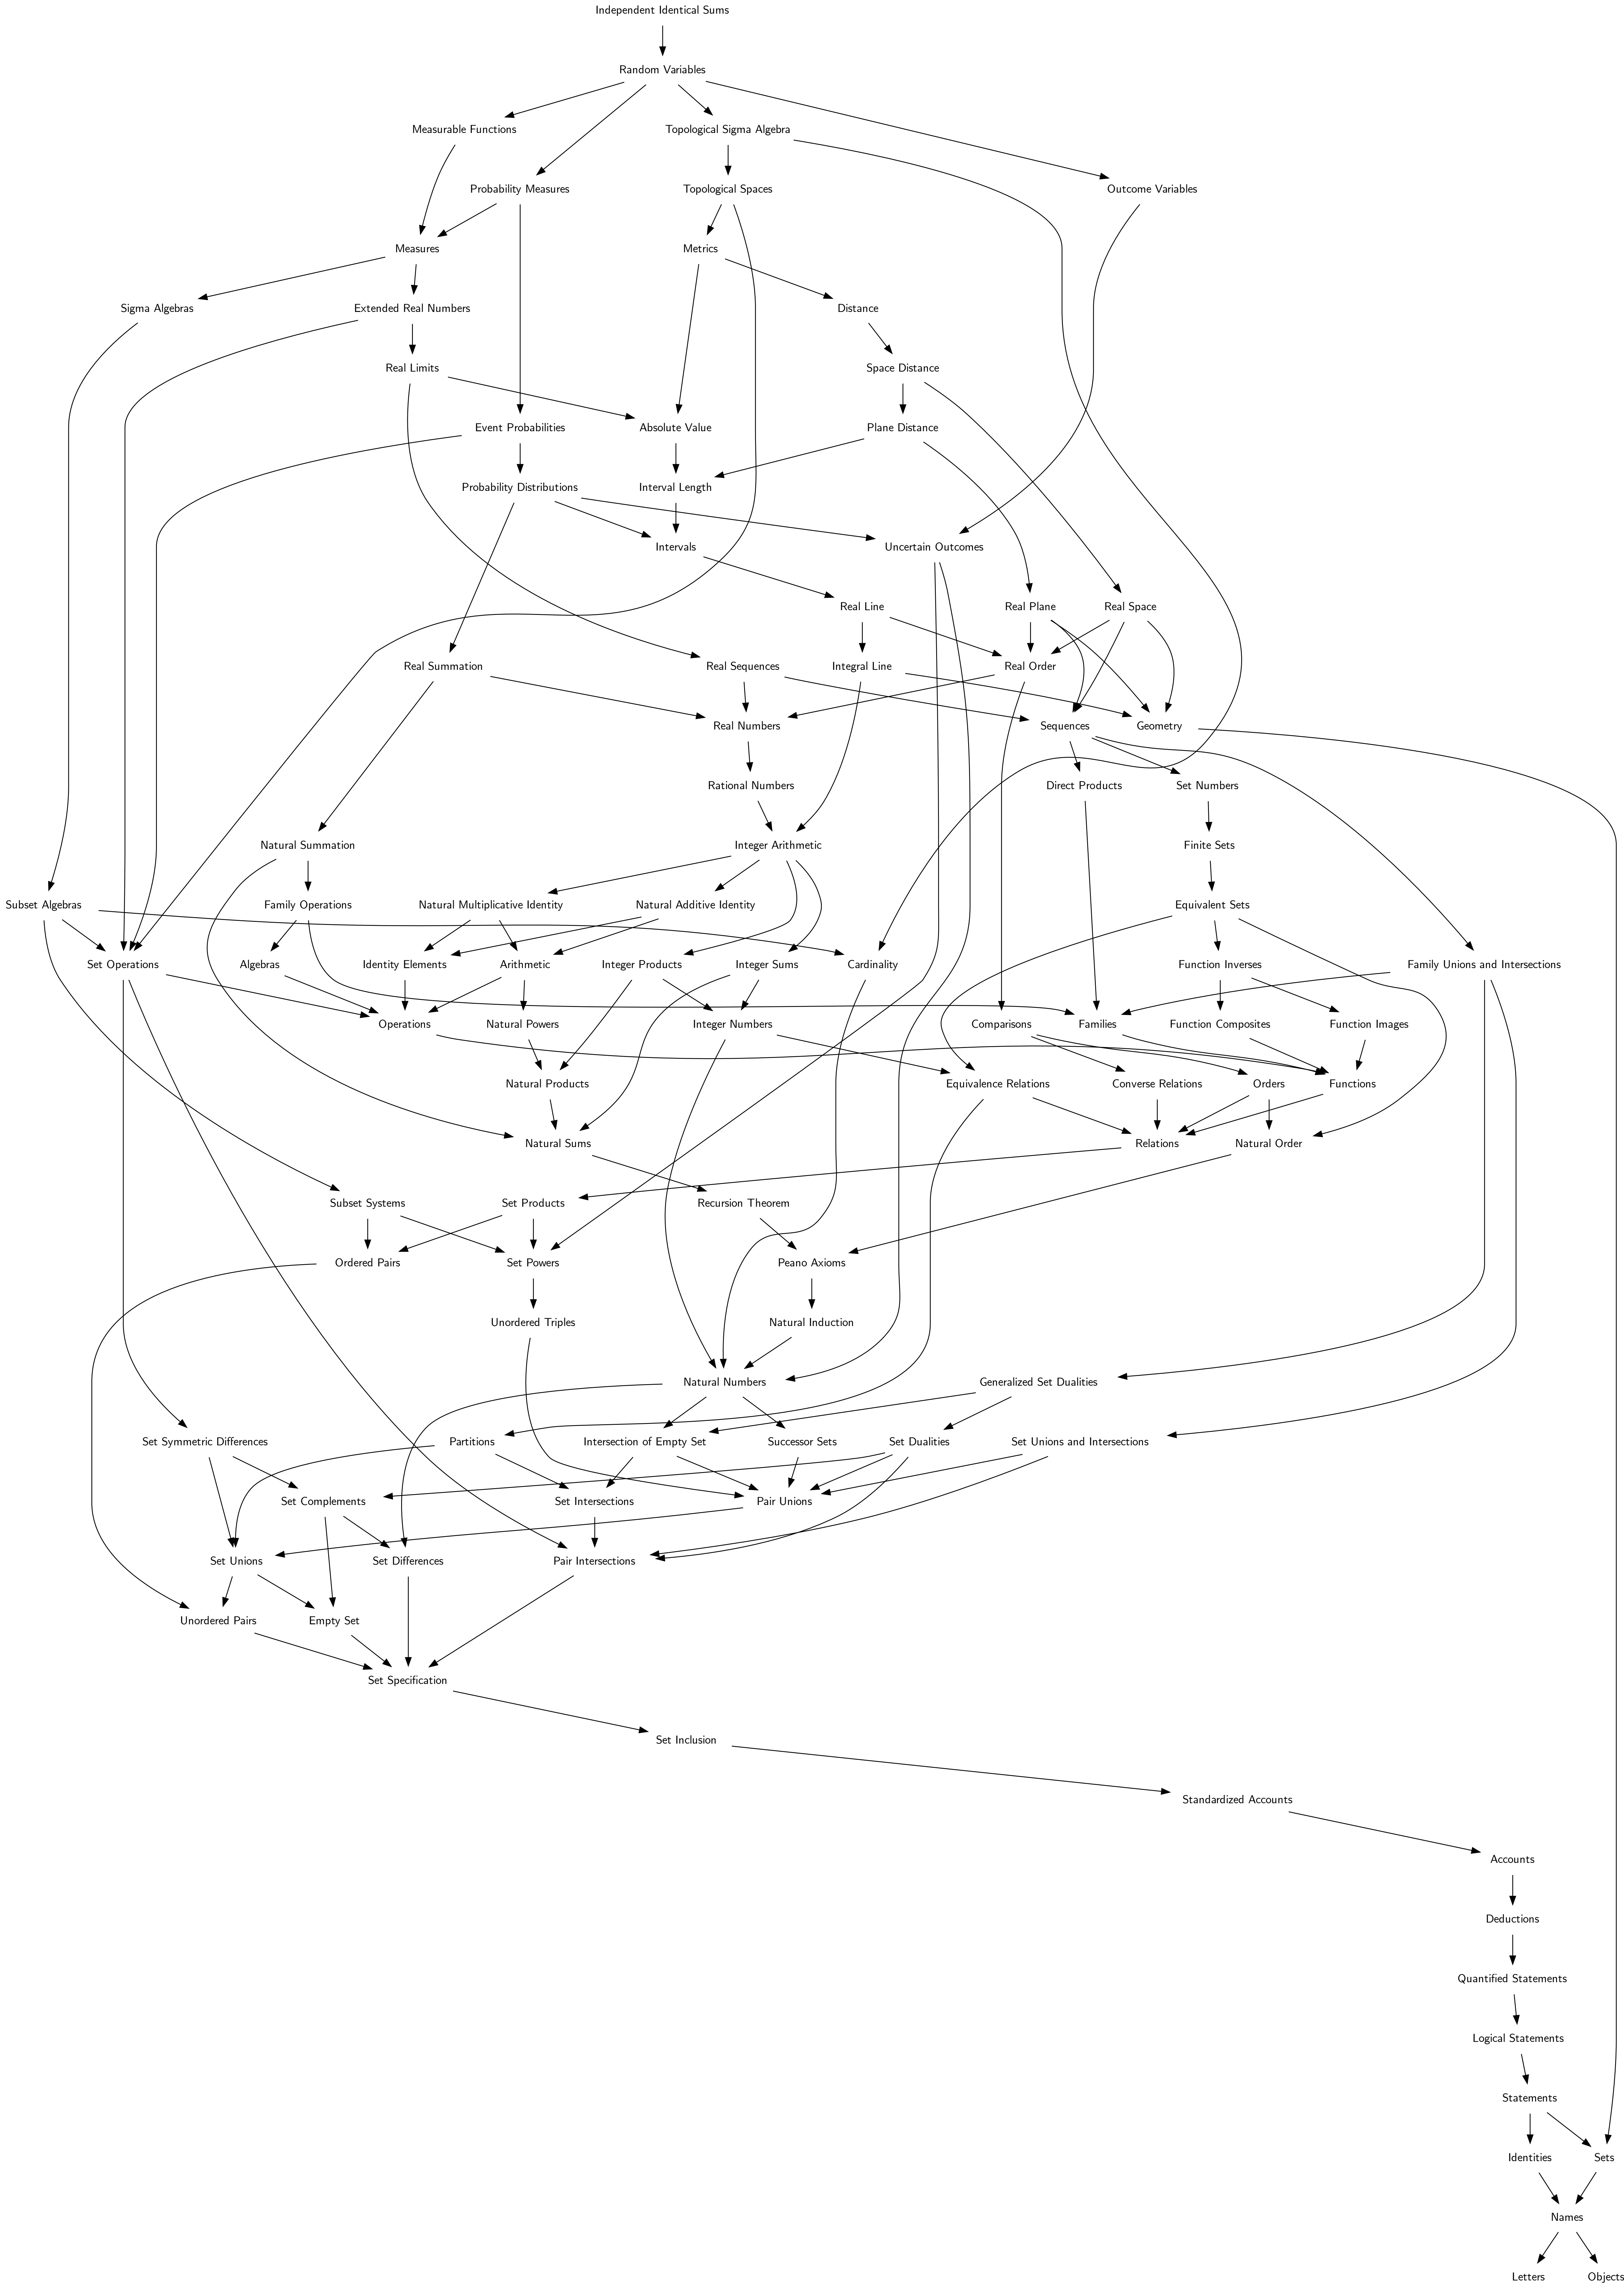 Independent Identical Sums
Random Variables
Measurable Functions
Topological Sigma Algebra
Probability Measures
Topological Spaces
Outcome Variables
Measures
Metrics
Sigma Algebras
Extended Real Numbers
Distance
Real Limits
Space Distance
Event Probabilities
Absolute Value
Plane Distance
Probability Distributions
Interval Length
Intervals
Uncertain Outcomes
Real Line
Real Plane
Real Space
Real Summation
Real Sequences
Integral Line
Real Order
Real Numbers
Sequences
Geometry
Rational Numbers
Direct Products
Set Numbers
Natural Summation
Integer Arithmetic
Finite Sets
Subset Algebras
Family Operations
Natural Multiplicative Identity
Natural Additive Identity
Equivalent Sets
Set Operations
Algebras
Identity Elements
Arithmetic
Integer Products
Integer Sums
Cardinality
Function Inverses
Family Unions and Intersections
Operations
Natural Powers
Integer Numbers
Comparisons
Families
Function Composites
Function Images
Natural Products
Equivalence Relations
Converse Relations
Orders
Functions
Natural Sums
Relations
Natural Order
Subset Systems
Set Products
Recursion Theorem
Ordered Pairs
Set Powers
Peano Axioms
Unordered Triples
Natural Induction
Natural Numbers
Generalized Set Dualities
Set Symmetric Differences
Partitions
Intersection of Empty Set
Successor Sets
Set Dualities
Set Unions and Intersections
Set Complements
Set Intersections
Pair Unions
Set Unions
Set Differences
Pair Intersections
Unordered Pairs
Empty Set
Set Specification
Set Inclusion
Standardized Accounts
Accounts
Deductions
Quantified Statements
Logical Statements
Statements
Identities
Sets
Names
Letters
Objects